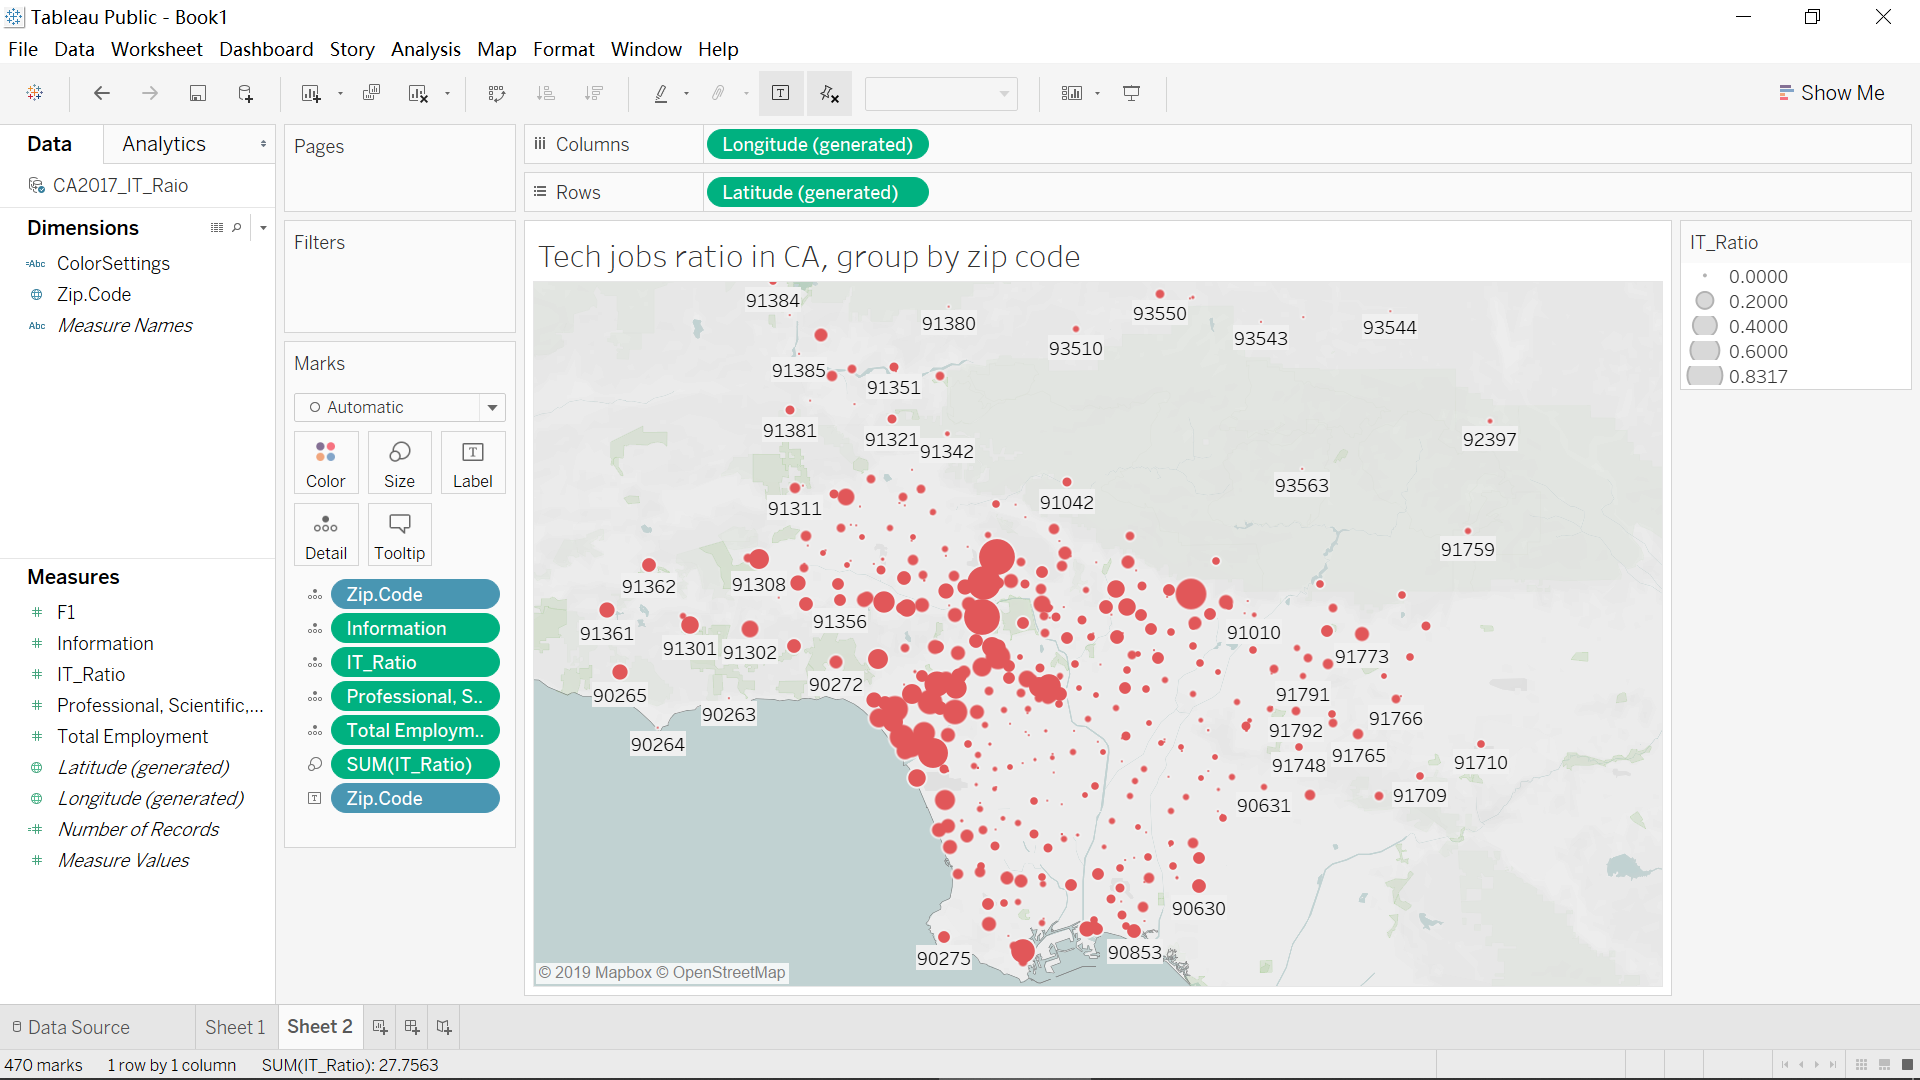 Tableau Public - Book1
File Data Worksheet Dashboard Story Analysis Map Format Window Help
Show Me
Data
Analytics
CA2017_IT_Raio
Dimensions
Abc ColorSettings
Zip.Code
Abc Measure Names
Measures
F1
Information
IT_Ratio
Professional, Scientific,...
Total Employment
Latitude (generated)
Longitude (generated)
Number of Records
Measure Values
Pages
Filters
Marks
Automatic
Color
Size
Label
Detail
Tooltip
Zip.Code
Information
IT_Ratio
Professional, S..
Total Employm..
SUM(IT_Ratio)
Zip.Code
Columns
Longitude (generated)
Rows
Latitude (generated)
Tech jobs ratio in CA, group by zip code
91384
91380
93550
93510
93543
93544
91385
91351
91381
91321
91342
92397
91311
91042
93563
91759
91362
91308
91361
91356
91010
91301
91302
91773
90265
90272
91791
90263
91766
90264
91792
91765
91748
91710
90631
91709
90630
90275
90853
© 2019 Mapbox © OpenStreetMap
IT_Ratio
0.0000
0.2000
0.4000
0.6000
0.8317
Data Source
Sheet 1
Sheet 2
470 marks
1 row by 1 column
SUM(IT_Ratio): 27.7563